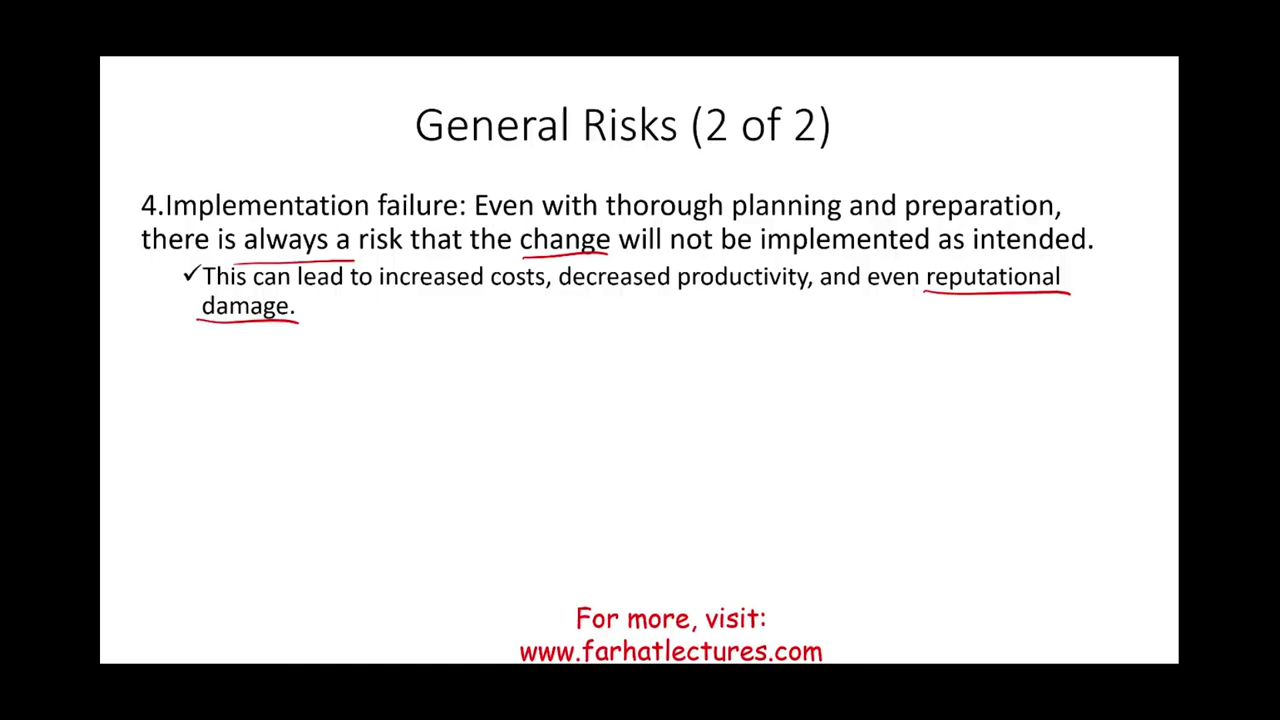 General Risks (2 of 2)
4.Implementation failure: Even with thorough planning and preparation,
there is always a risk that the change will not be implemented as intended.
✓This can lead to increased costs, decreased productivity, and even reputational
damage.
For more, visit:
www.farhatlectures.com